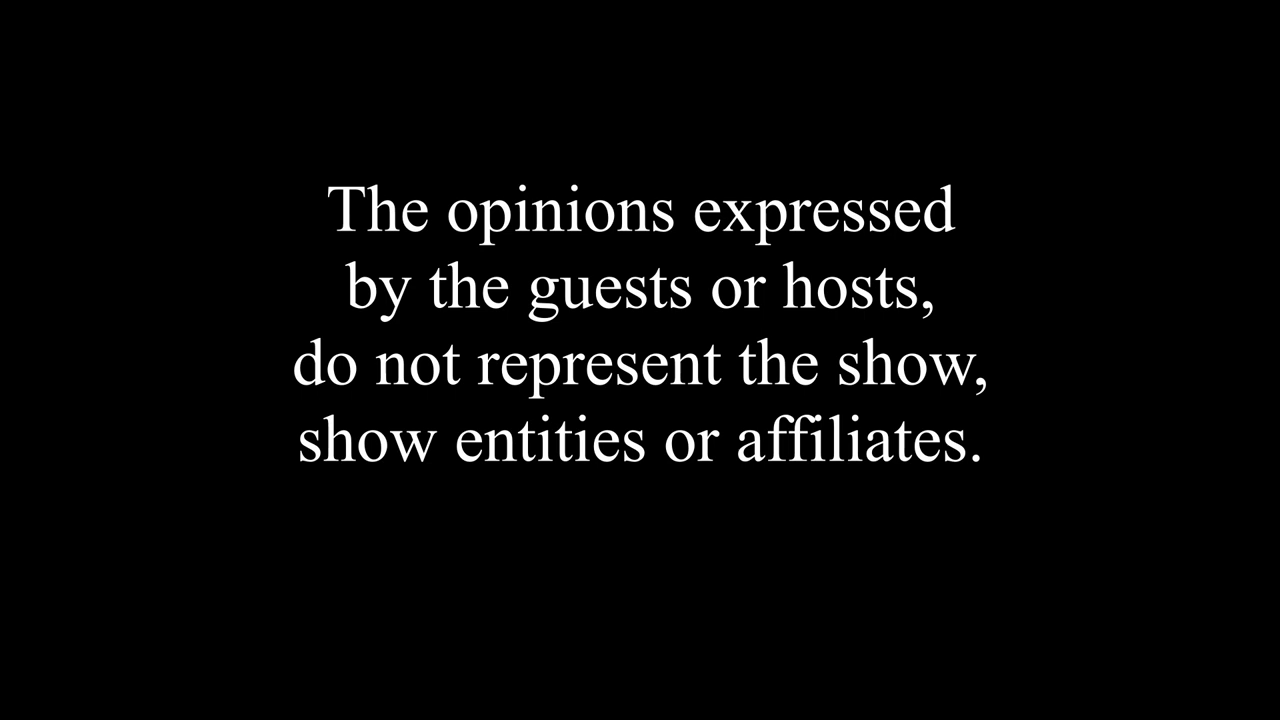 The opinions expressed
by the guests or hosts,
do not represent the show,
show entities or affiliates.